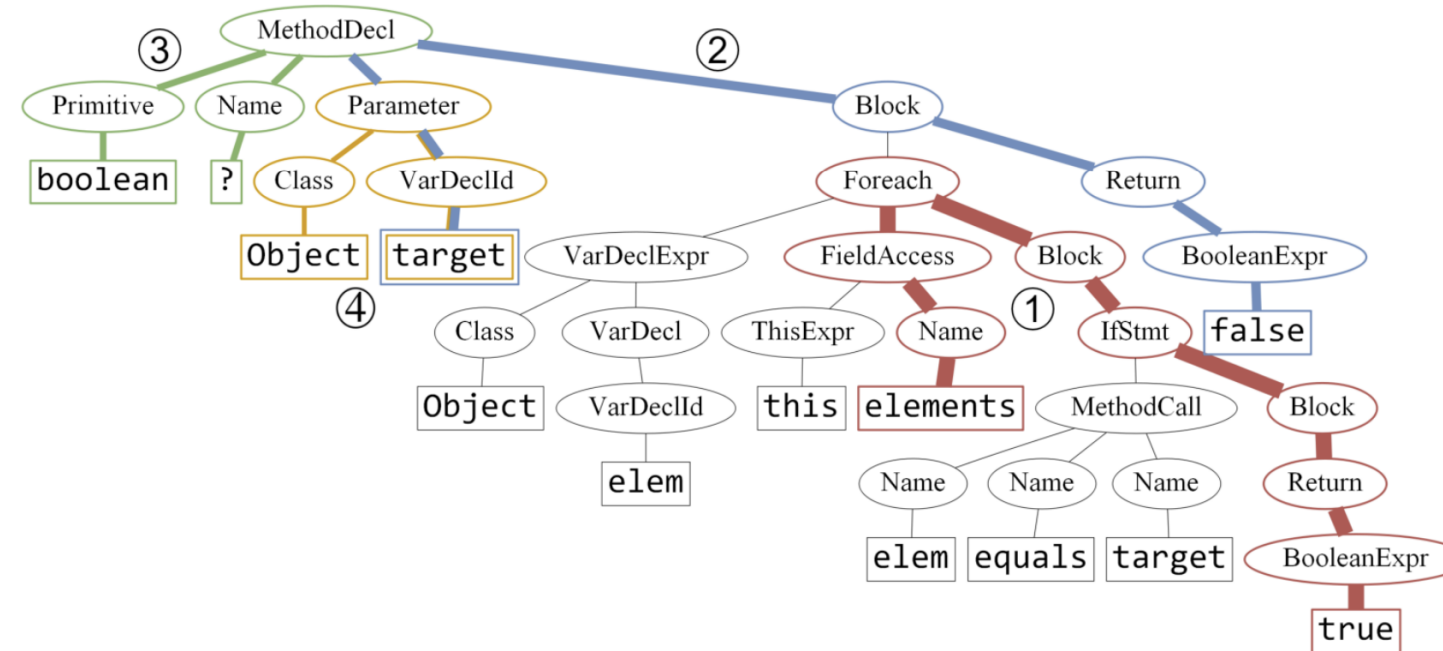 MethodDecl
③ ②
Primitive Name Parameter Block
boolean ? Class VarDeclId Foreach Return
Object target VarDeclExpr FieldAccess Block BooleanExpr
④ ①
Class VarDecl ThisExpr Name IfStmt false
Object VarDeclId this elements MethodCall Block
elem Name Name Name Return
elem equals target BooleanExpr
true